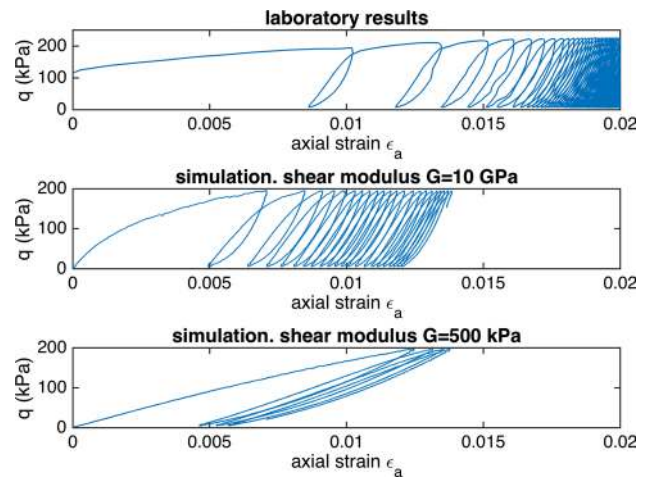 laboratory results
q (kPa)
200
100
0
0
0.005
0.01
0.015
0.02
axial strain ϵₐ
simulation. shear modulus G=10 GPa
q (kPa)
200
100
0
0
0.005
0.01
0.015
0.02
axial strain ϵₐ
simulation. shear modulus G=500 kPa
q (kPa)
200
100
0
0
0.005
0.01
0.015
0.02
axial strain ϵₐ